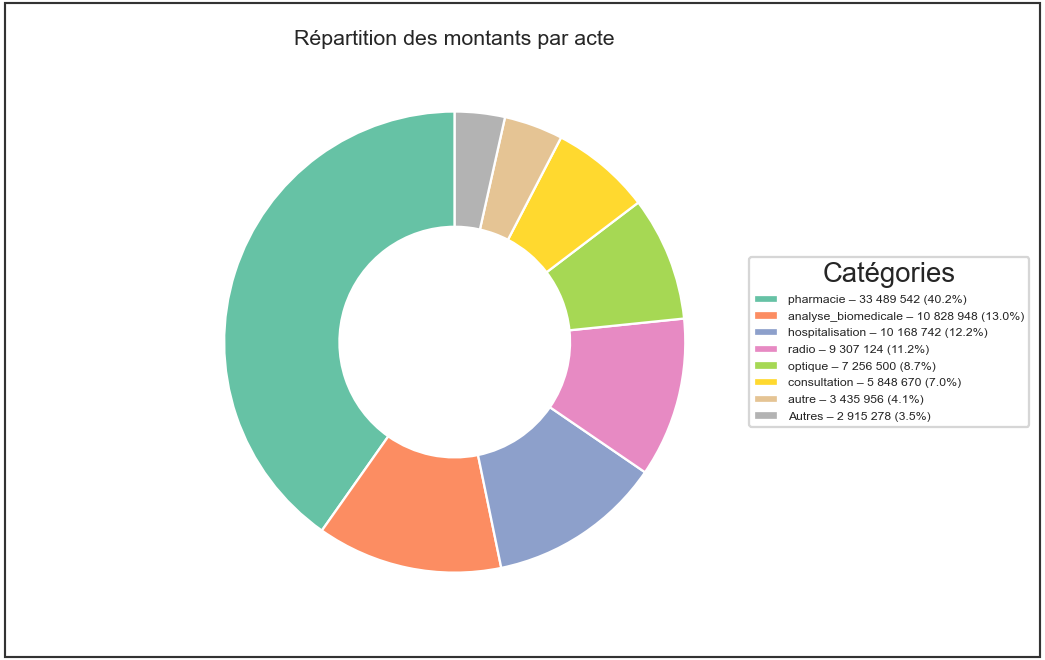 Répartition des montants par acte
Catégories
pharmacie – 33 489 542 (40.2%)
analyse_biomedicale – 10 828 948 (13.0%)
hospitalisation – 10 168 742 (12.2%)
radio – 9 307 124 (11.2%)
optique – 7 256 500 (8.7%)
consultation – 5 848 670 (7.0%)
autre – 3 435 956 (4.1%)
Autres – 2 915 278 (3.5%)